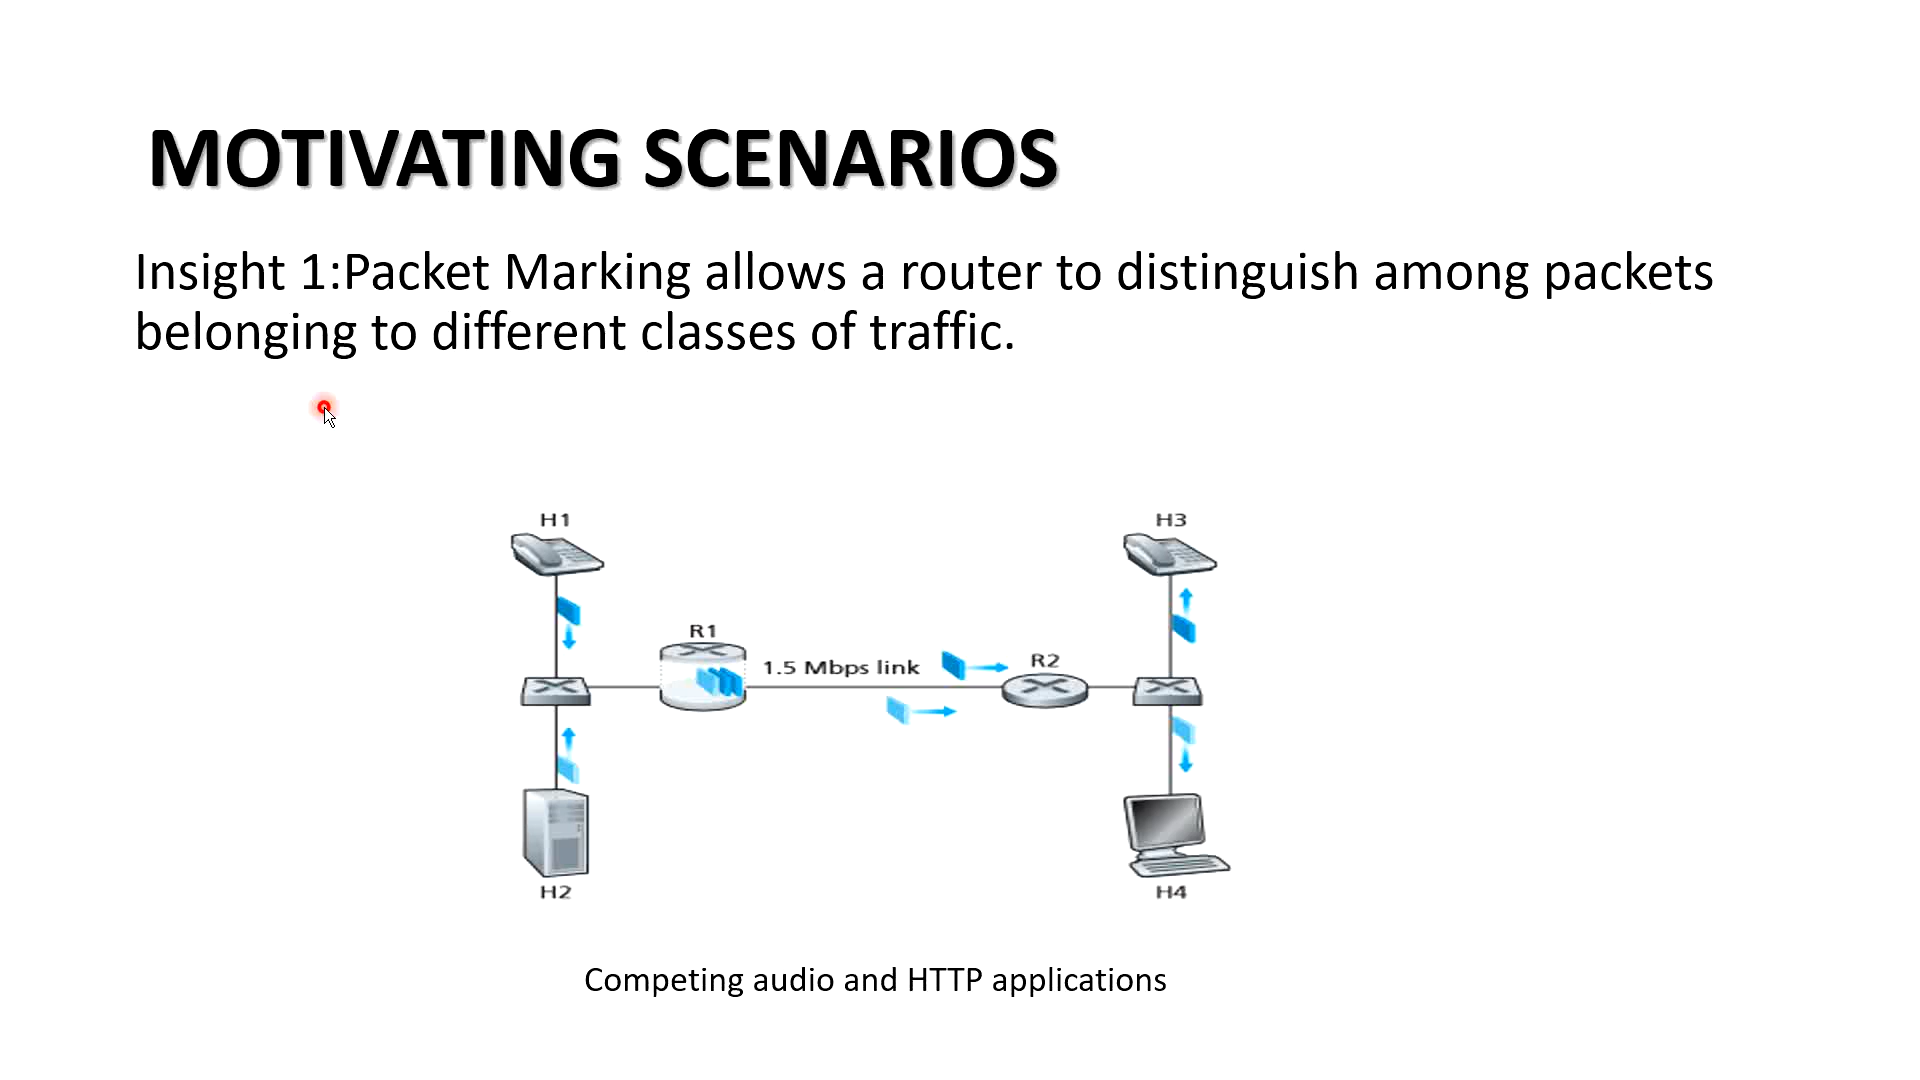 MOTIVATING SCENARIOS
Insight 1:Packet Marking allows a router to distinguish among packets
belonging to different classes of traffic.
H1
H3
R1
1.5 Mbps link
R2
H2
H4
Competing audio and HTTP applications